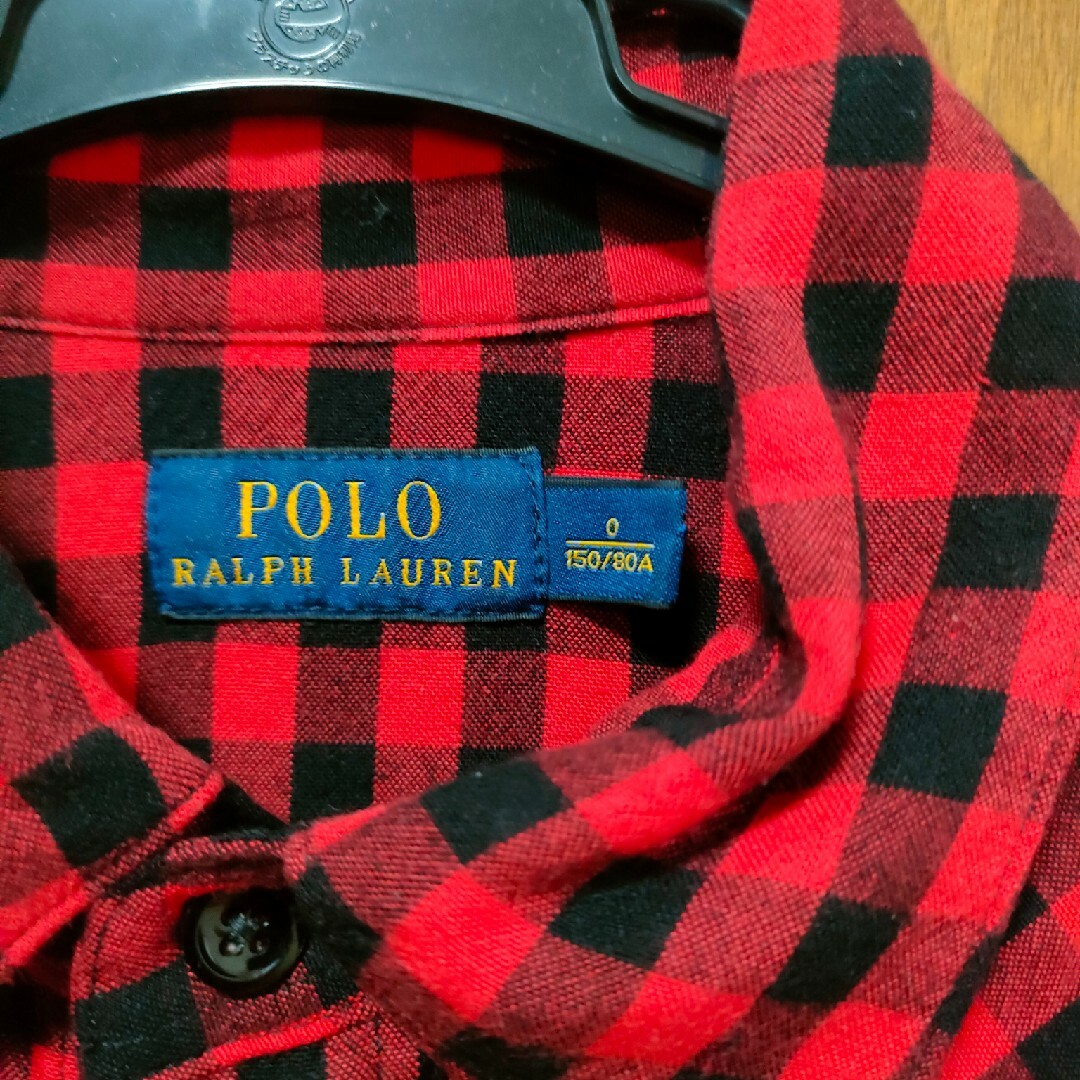 POLO
RALPH LAUREN
0
150/80A